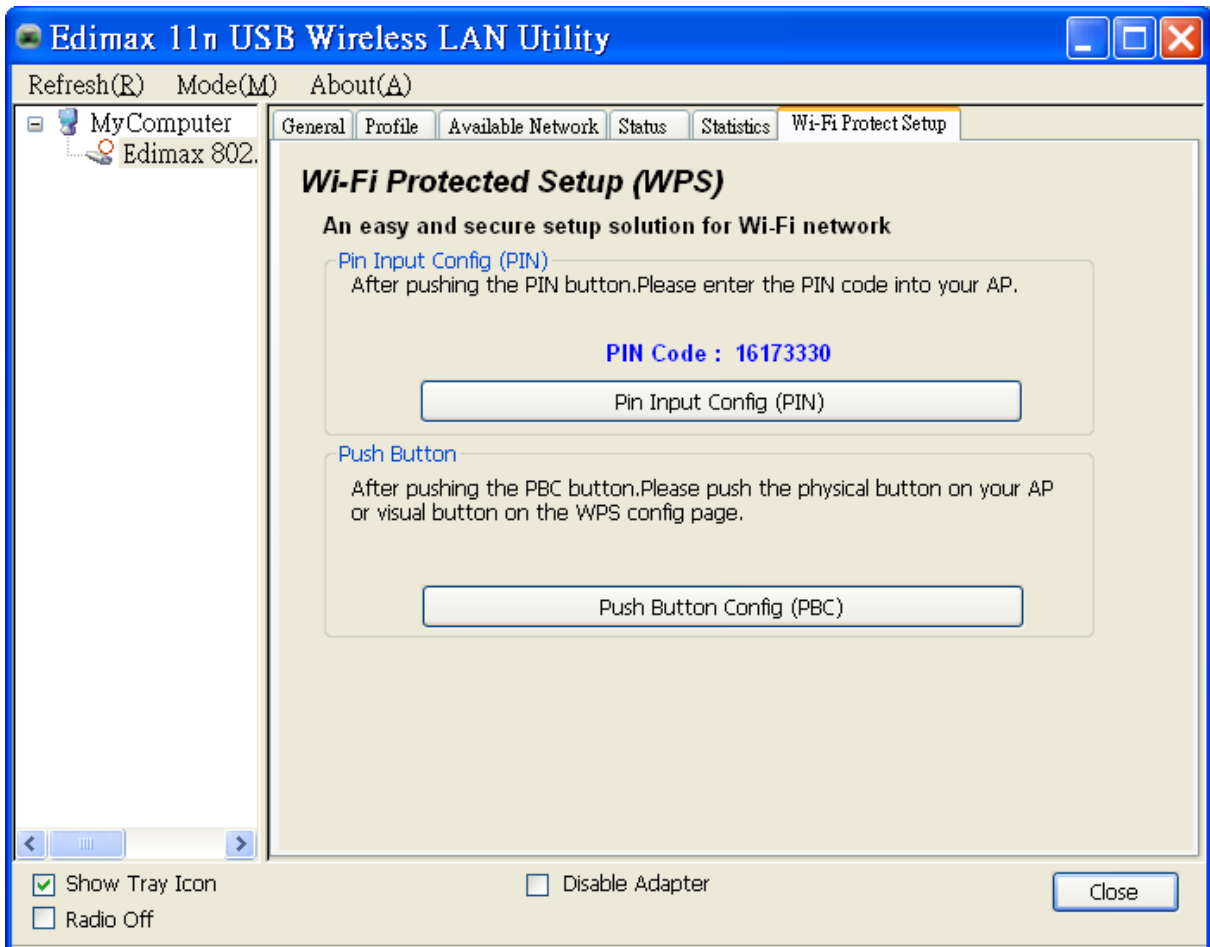 Edimax 11n USB Wireless LAN Utility
Refresh(R) Mode(M) About(A)
MyComputer
Edimax 802.
General Profile Available Network Status Statistics Wi-Fi Protect Setup
Wi-Fi Protected Setup (WPS)
An easy and secure setup solution for Wi-Fi network
Pin Input Config (PIN)
After pushing the PIN button.Please enter the PIN code into your AP.
PIN Code : 16173330
Pin Input Config (PIN)
Push Button
After pushing the PBC button.Please push the physical button on your AP
or visual button on the WPS config page.
Push Button Config (PBC)
Show Tray Icon
Disable Adapter
Radio Off
Close